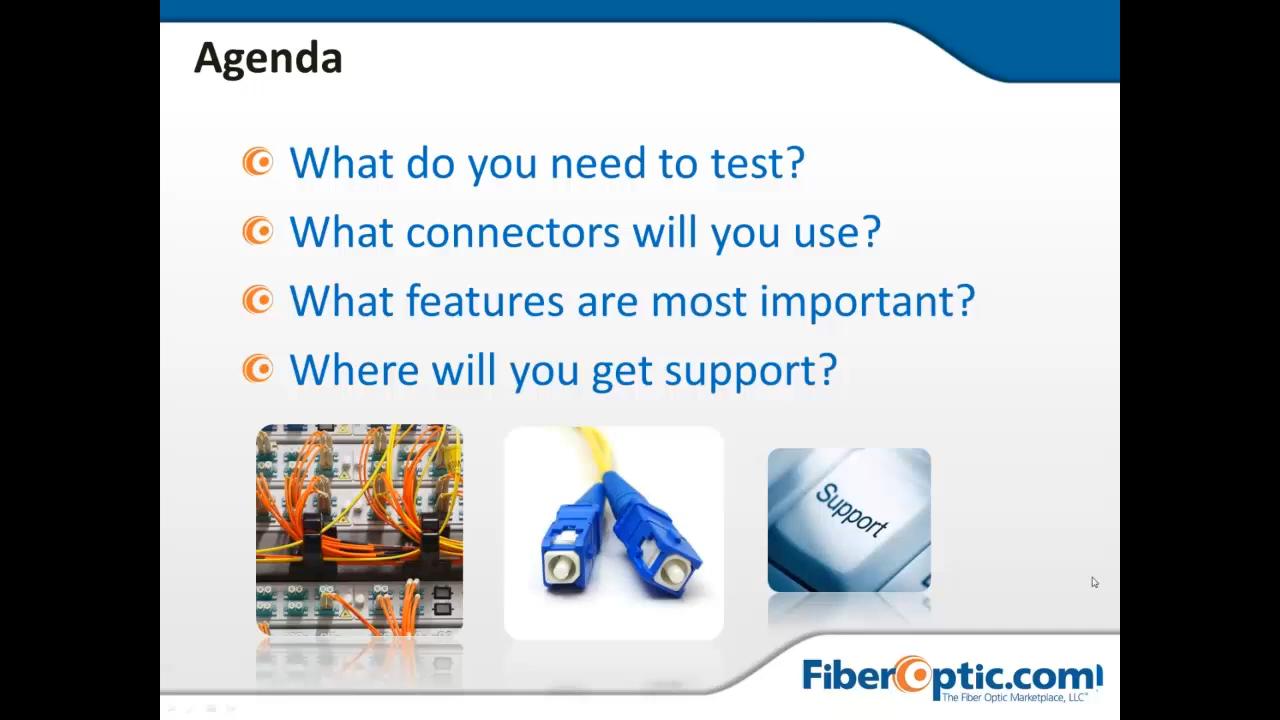 Agenda
What do you need to test?
What connectors will you use?
What features are most important?
Where will you get support?
Support
FiberOptic.com
The Fiber Optic Marketplace, LLC